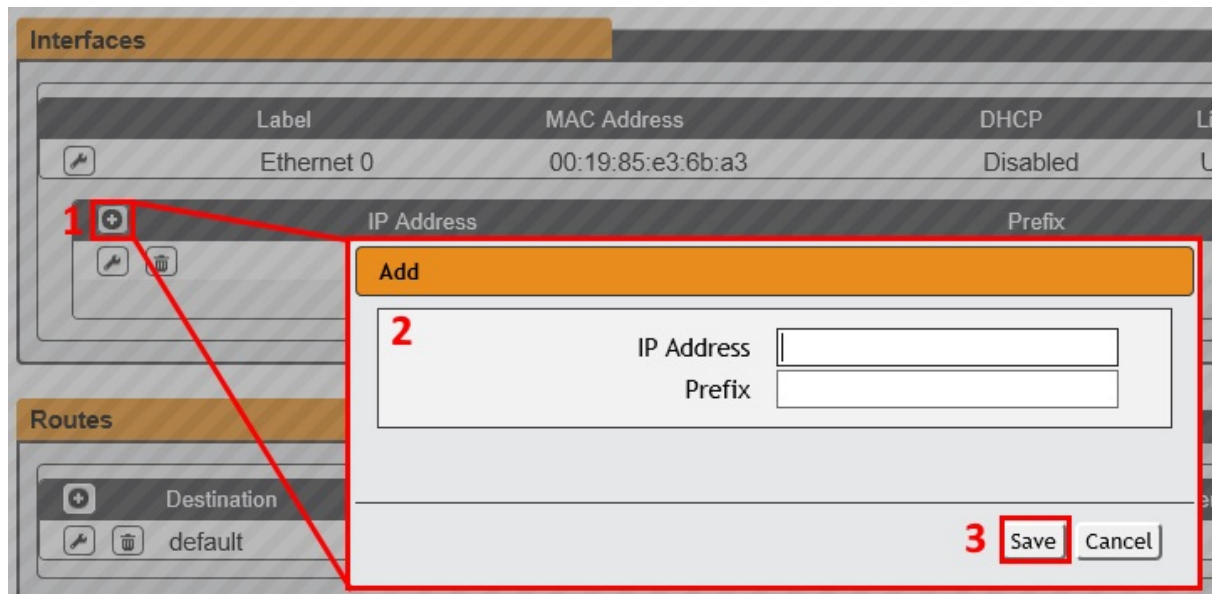 Interfaces
Label MAC Address DHCP
Ethernet 0 00:19:85:e3:6b:a3 Disabled
1 IP Address Prefix
Add
2 IP Address
Prefix
Routes
Destination
default
3 Save Cancel